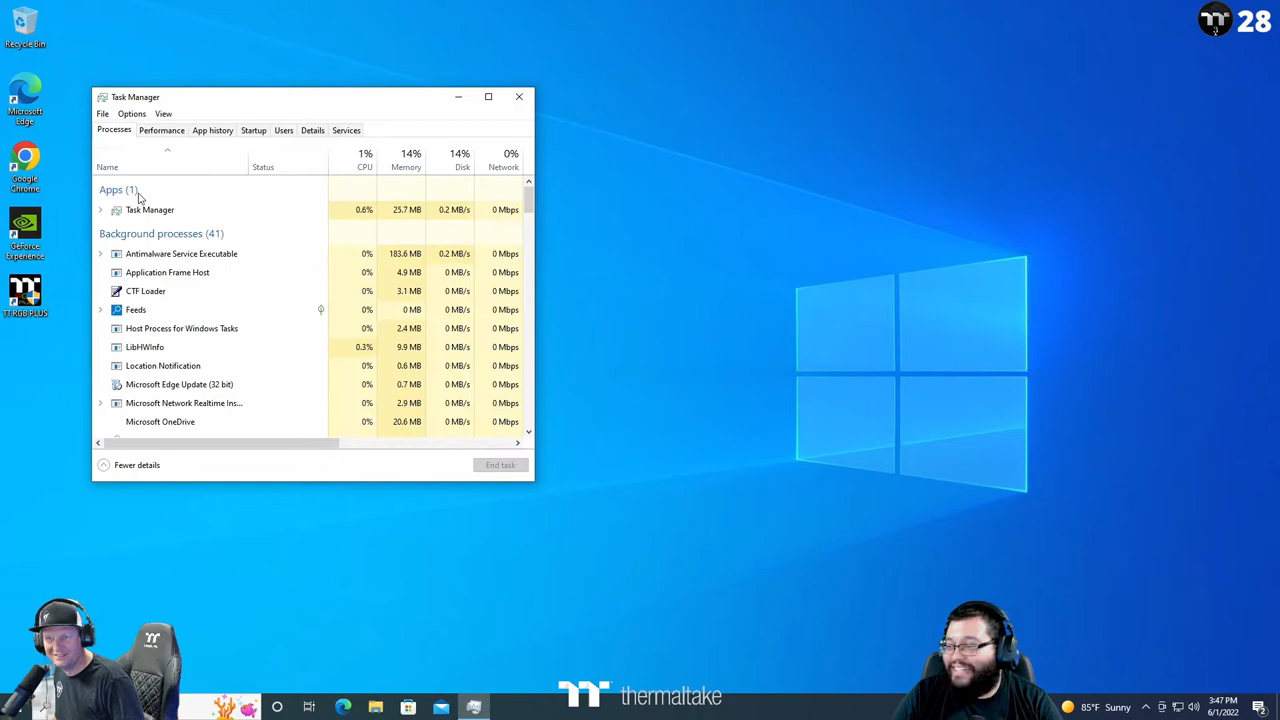 Recycle Bin
Microsoft
Edge
Google
Chrome
GeForce
Experience
TT RGB PLUS
28
Task Manager
File Options View
Processes Performance App history Startup Users Details Services
1% 14% 14% 0%
Name Status CPU Memory Disk Network
Apps (1)
Task Manager 0.6% 25.7 MB 0.2 MB/s 0 Mbps
Background processes (41)
Antimalware Service Executable 0% 183.6 MB 0.2 MB/s 0 Mbps
Application Frame Host 0% 4.9 MB 0 MB/s 0 Mbps
CTF Loader 0% 3.1 MB 0 MB/s 0 Mbps
Feeds 0% 0 MB 0 MB/s 0 Mbps
Host Process for Windows Tasks 0% 2.4 MB 0 MB/s 0 Mbps
LibHWInfo 0.3% 9.9 MB 0 MB/s 0 Mbps
Location Notification 0% 0.6 MB 0 MB/s 0 Mbps
Microsoft Edge Update (32 bit) 0% 0.7 MB 0 MB/s 0 Mbps
Microsoft Network Realtime Ins... 0% 2.9 MB 0 MB/s 0 Mbps
Microsoft OneDrive 0% 20.6 MB 0 MB/s 0 Mbps
Fewer details End task
thermaltake
85°F Sunny
3:47 PM
6/1/2022
2